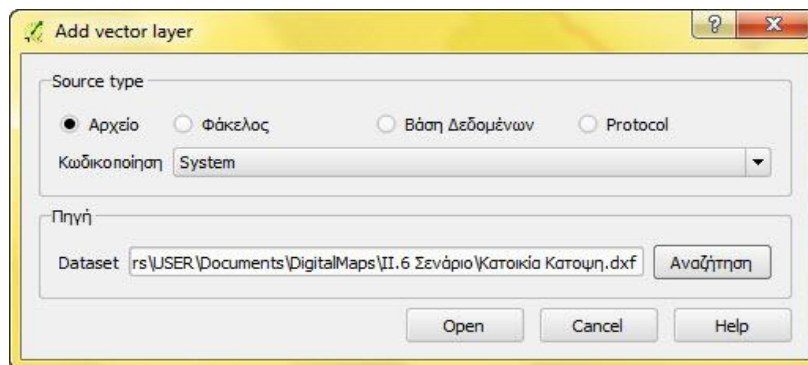 Add vector layer
Source type
Αρχείο Φάκελος Βάση Δεδομένων Protocol
Κωδικοποίηση System
Πηγή
Dataset rs\USER\Documents\DigitalMaps\II.6 Σενάριο\Κατοικία Κατοψη.dxf Αναζήτηση
Open Cancel Help